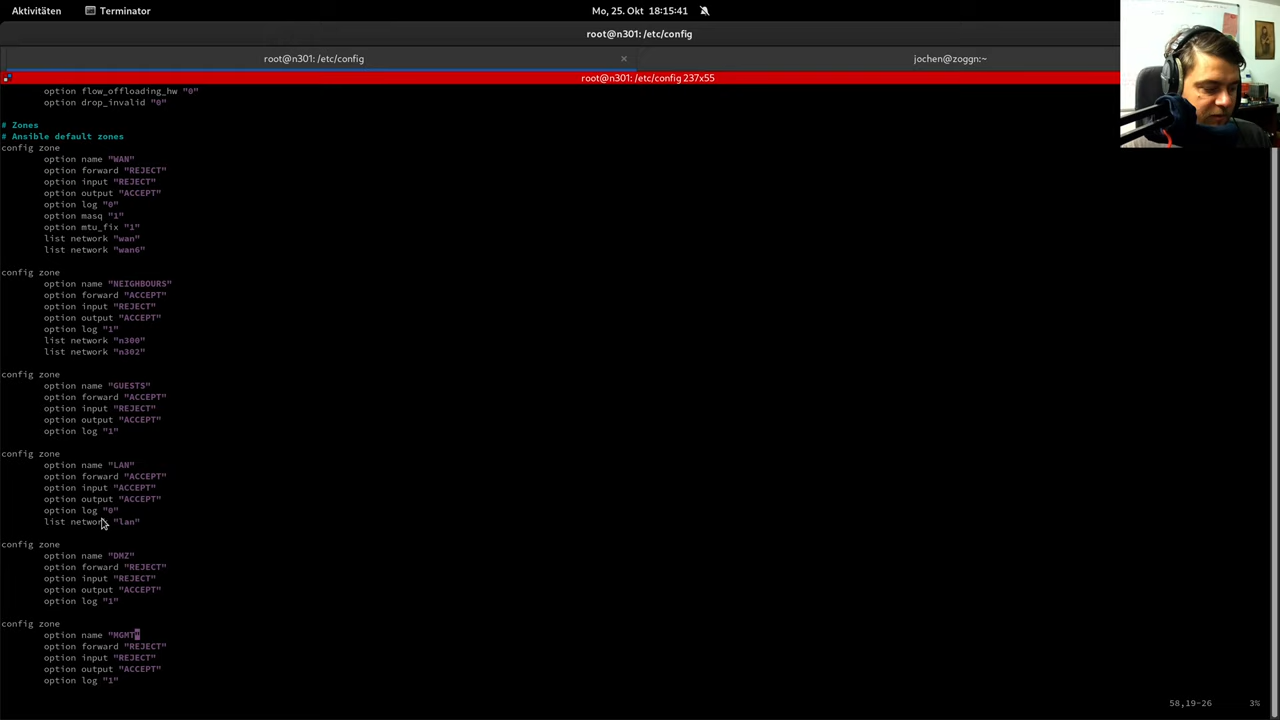 Aktivitäten
Terminator
Mo, 25. Okt 18:15:41
root@n301: /etc/config
root@n301: /etc/config
jochen@zoggn:~
root@n301: /etc/config 237x55
option flow_offloading_hw "0"
option drop_invalid "0"
# Zones
# Ansible default zones
config zone
option name "WAN"
option forward "REJECT"
option input "REJECT"
option output "ACCEPT"
option log "0"
option masq "1"
option mtu_fix "1"
list network "wan"
list network "wan6"
config zone
option name "NEIGHBOURS"
option forward "ACCEPT"
option input "REJECT"
option output "ACCEPT"
option log "1"
list network "n300"
list network "n302"
config zone
option name "GUESTS"
option forward "ACCEPT"
option input "REJECT"
option output "ACCEPT"
option log "1"
config zone
option name "LAN"
option forward "ACCEPT"
option input "ACCEPT"
option output "ACCEPT"
option log "0"
list network "lan"
config zone
option name "DMZ"
option forward "REJECT"
option input "REJECT"
option output "ACCEPT"
option log "1"
config zone
option name "MGMT"
option forward "REJECT"
option input "REJECT"
option output "ACCEPT"
option log "1"
58,19-26 3%